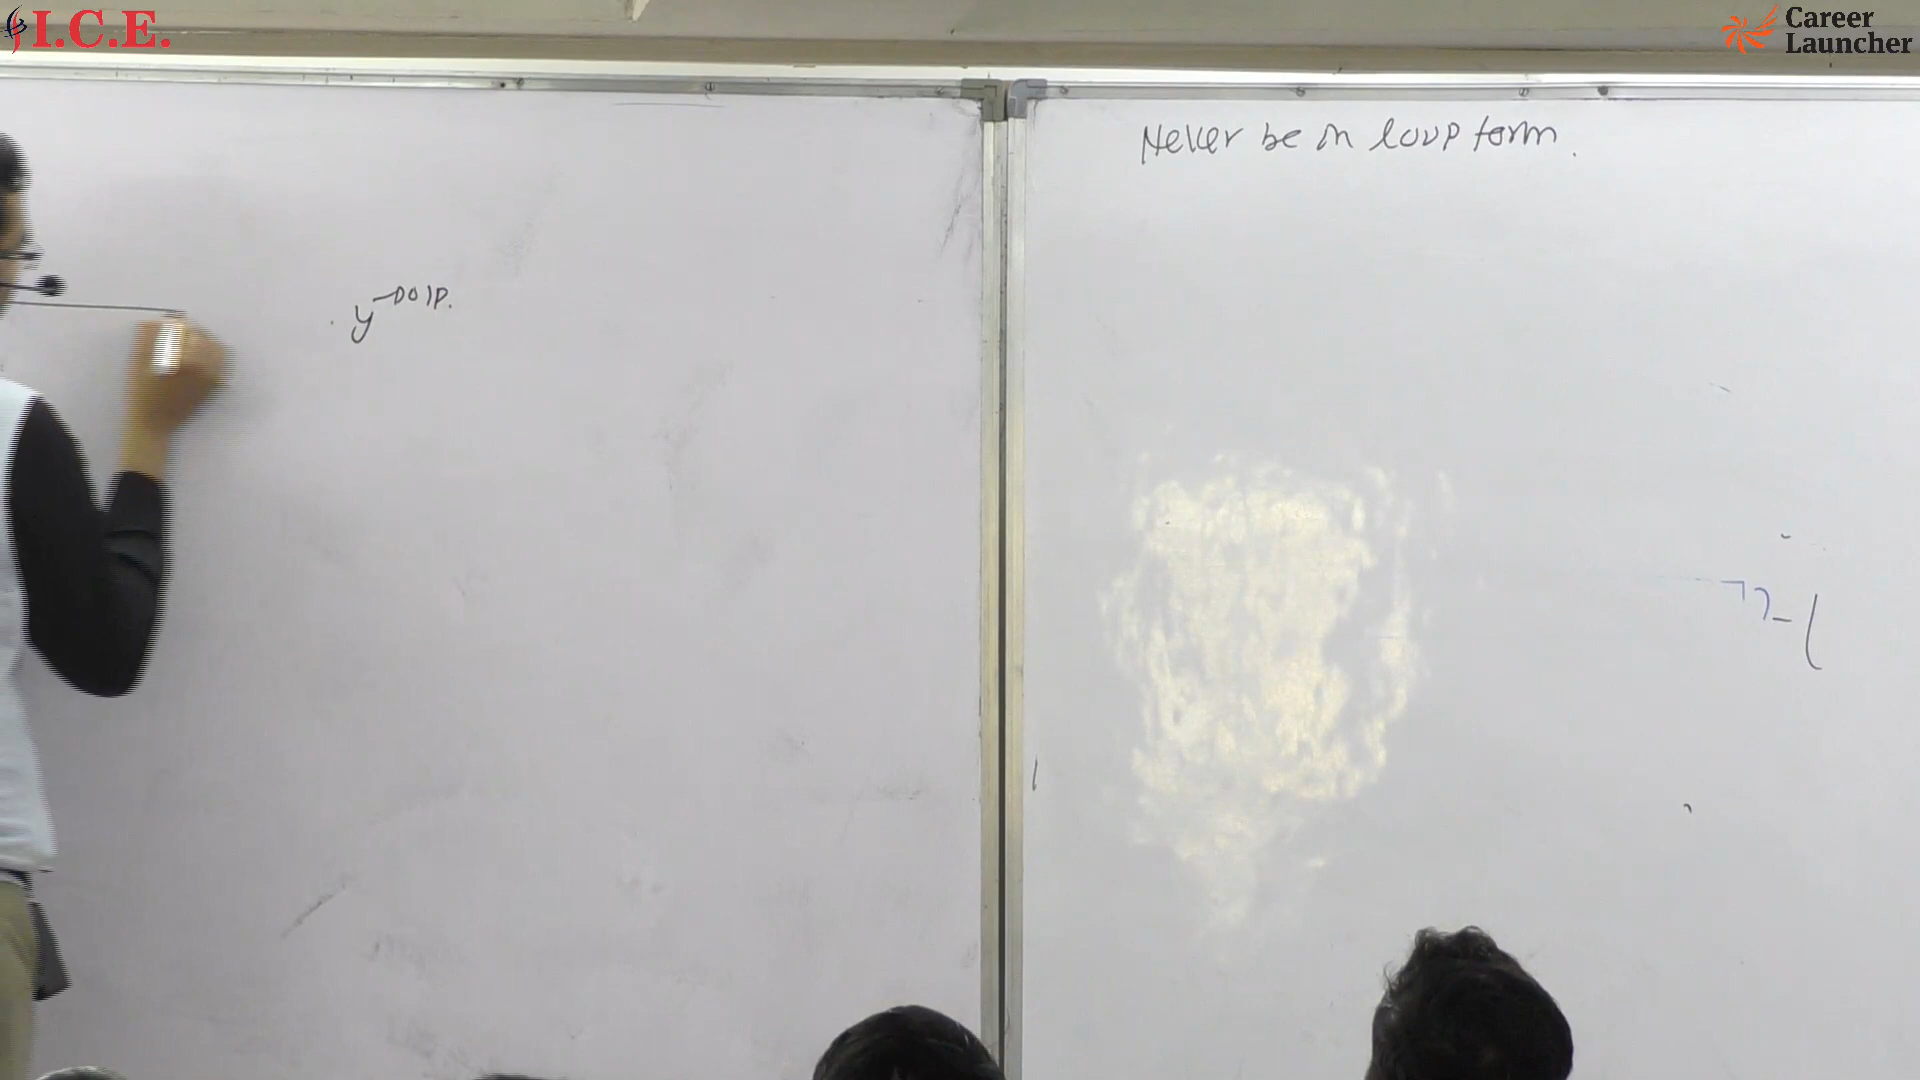 I.C.E.
Career
Launcher
Never be in loop form.
y